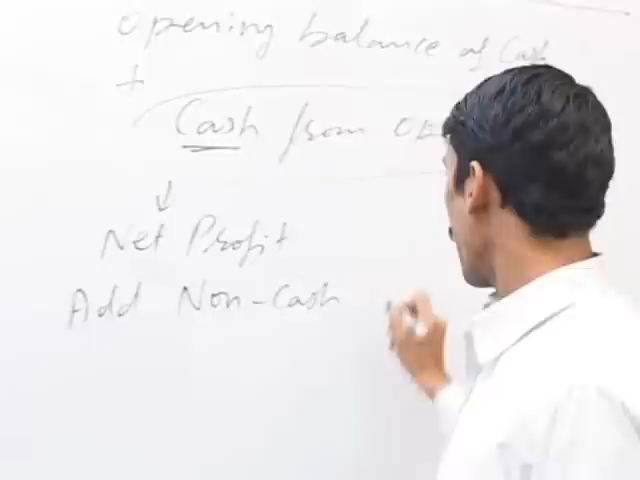 Opening balance of Cash
+
Cash from
↓
Net Profit
Add Non-Cash